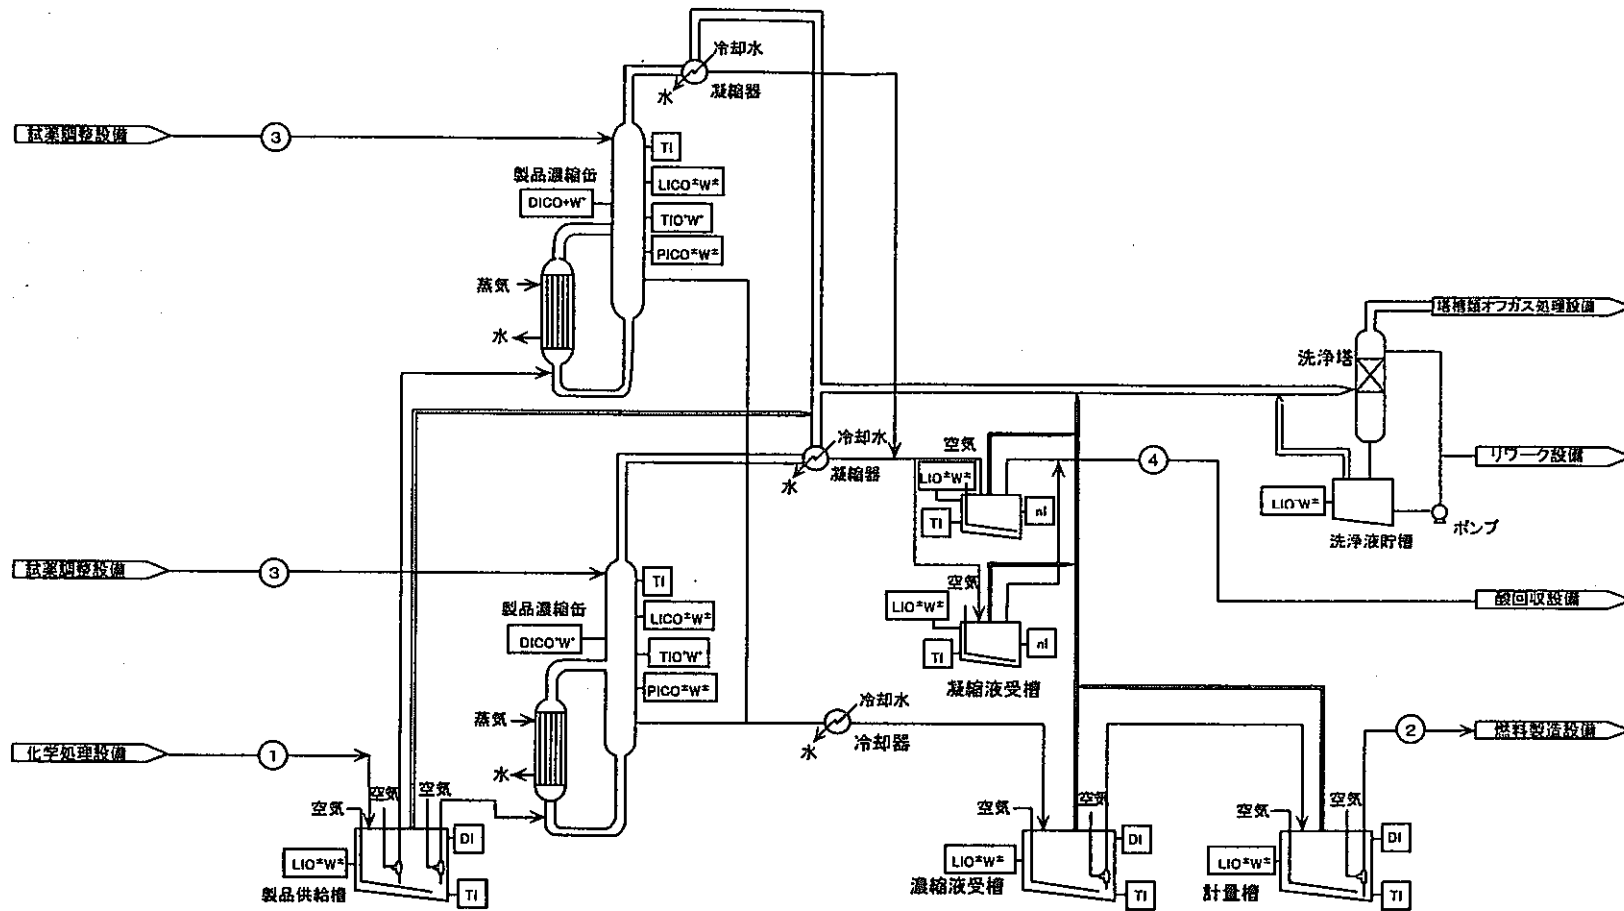 冷却水
水
凝縮器
試薬調整設備
3
TI
製品濃縮缶
LICO±W±
DICO+W+
TIO+W+
PICO±W±
蒸気
水
塔槽類オフガス処理設備
洗浄塔
冷却水
水
凝縮器
空気
LIO±W±
TI
nI
4
リワーク設備
LIO-W±
洗浄液貯槽
ポンプ
試薬調整設備
3
TI
製品濃縮缶
LICO±W±
DICO+W+
TIO+W+
PICO±W±
蒸気
水
空気
LIO±W±
TI
nI
凝縮液受槽
酸回収設備
冷却水
水
冷却器
化学処理設備
1
2
燃料製造設備
空気
空気
空気
DI
LIO±W±
TI
製品供給槽
空気
空気
DI
LIO±W±
TI
濃縮液受槽
空気
空気
DI
LIO±W±
TI
計量槽